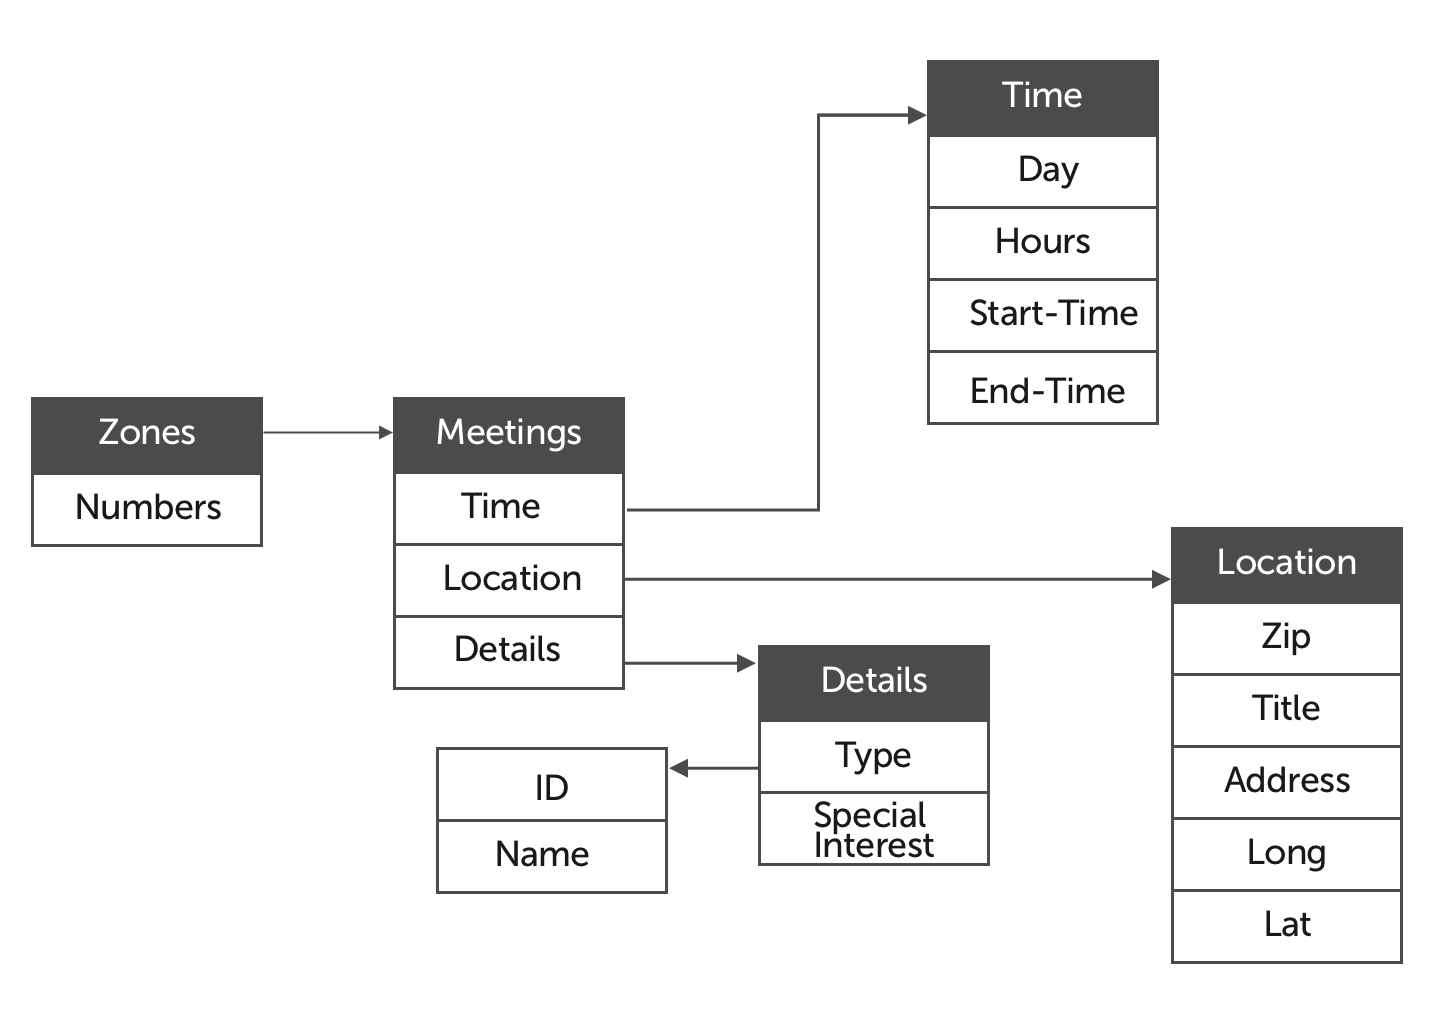 Time
Day
Hours
Start-Time
End-Time
Zones
Numbers
Meetings
Time
Location
Details
Location
Zip
Title
Address
Long
Lat
Details
Type
Special
Interest
ID
Name